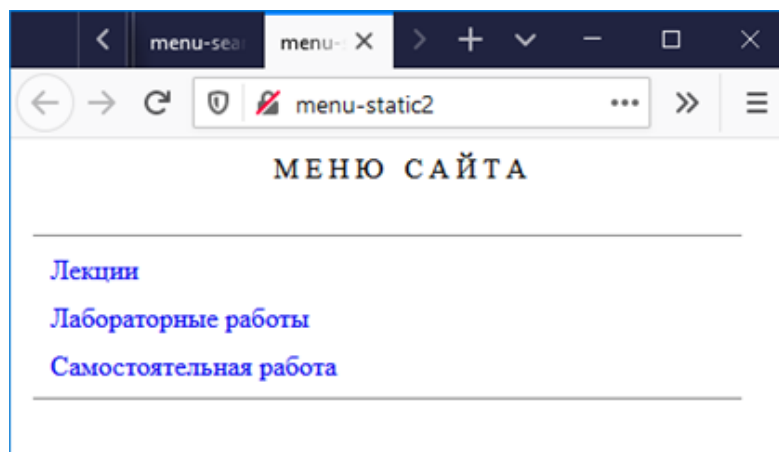 menu-sea
menu-
menu-static2
МЕНЮ САЙТА
Лекции
Лабораторные работы
Самостоятельная работа